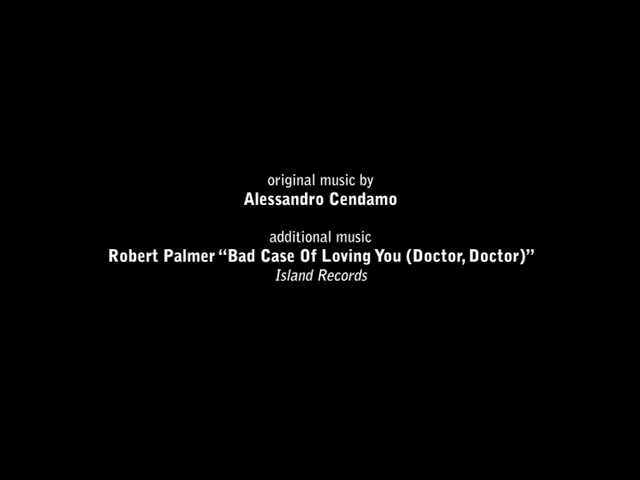 original music by
Alessandro Cendamo
additional music
Robert Palmer “Bad Case Of Loving You (Doctor, Doctor)”
Island Records